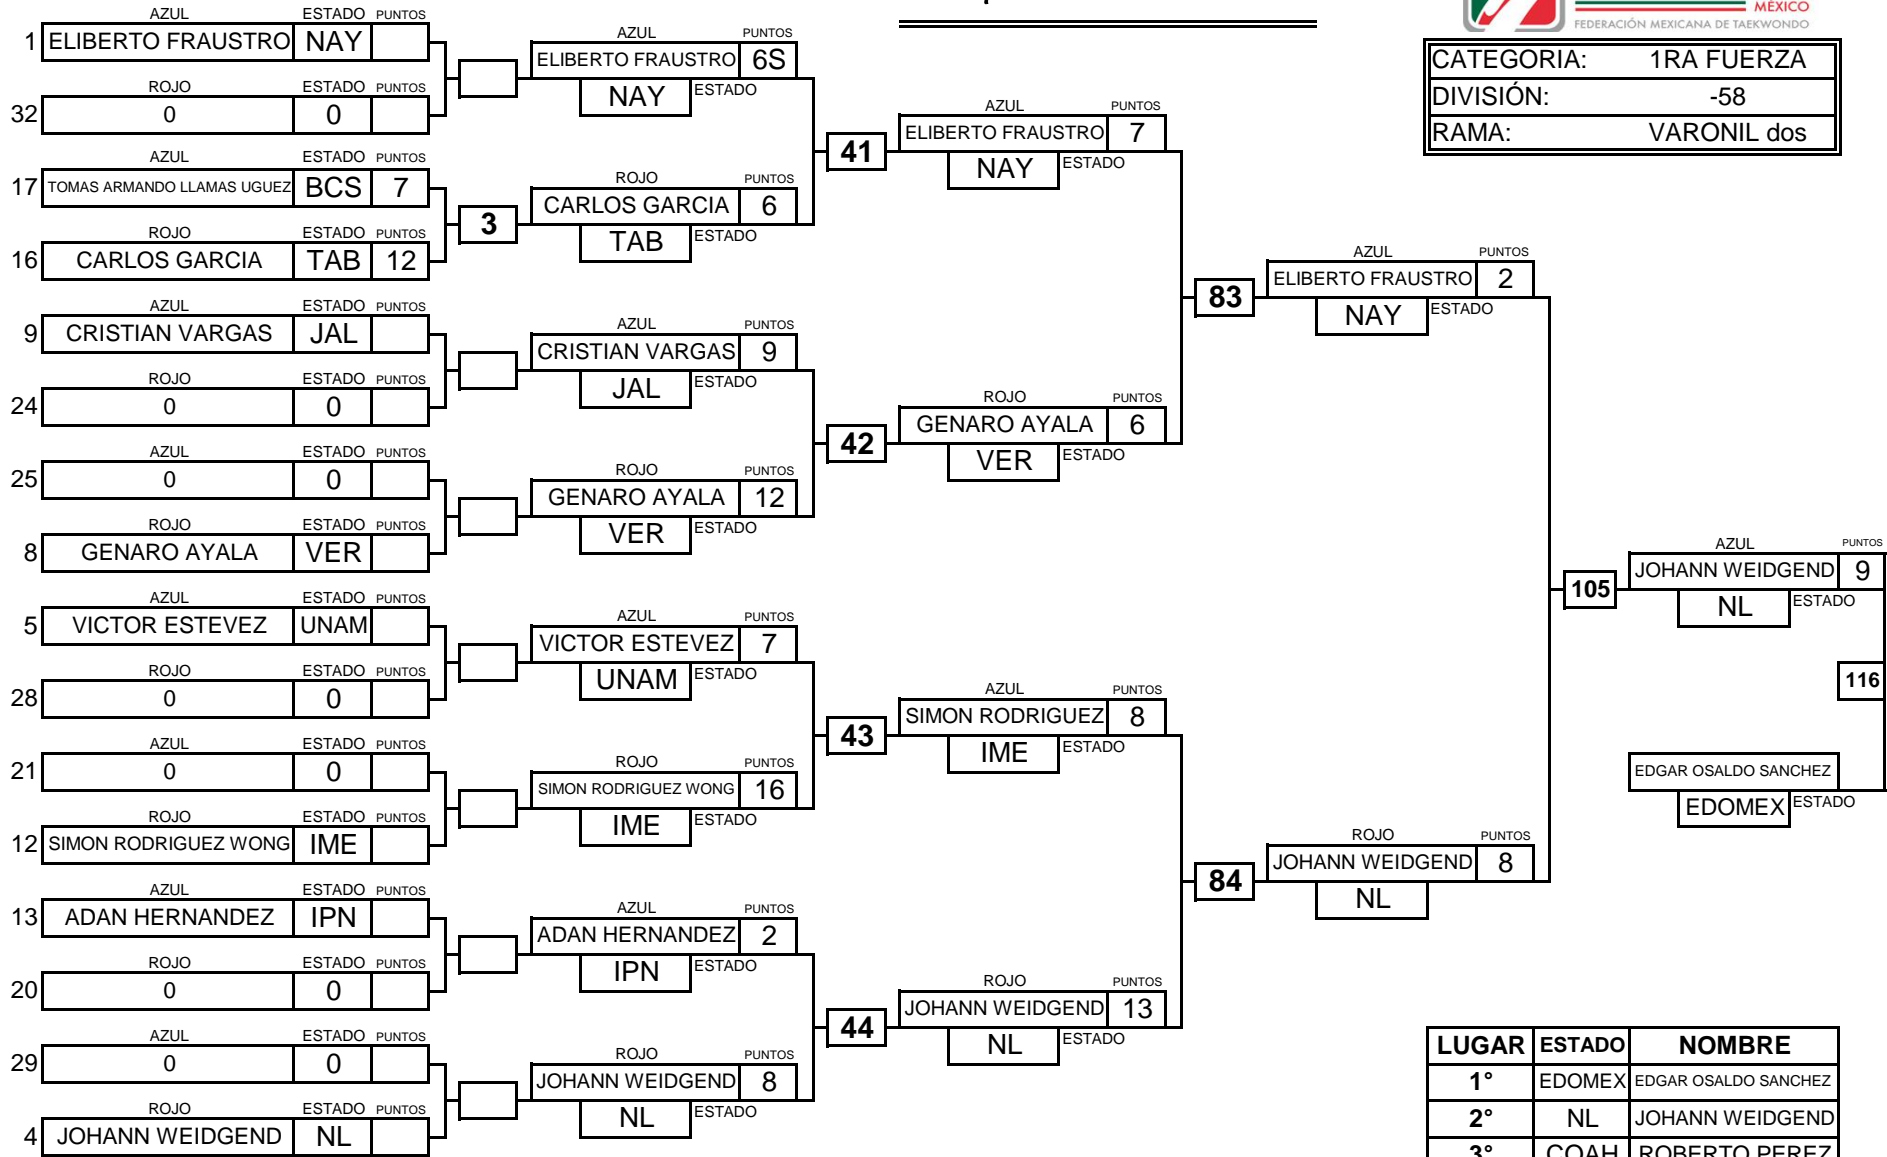 MÉXICO
FEDERACIÓN MEXICANA DE TAEKWONDO
CATEGORIA: 1RA FUERZA
DIVISIÓN: -58
RAMA: VARONIL dos
AZUL ESTADO PUNTOS
1 ELIBERTO FRAUSTRO NAY
ROJO ESTADO PUNTOS
32 0 0
AZUL ESTADO PUNTOS
17 TOMAS ARMANDO LLAMAS UGUEZ BCS 7
ROJO ESTADO PUNTOS
16 CARLOS GARCIA TAB 12
AZUL ESTADO PUNTOS
9 CRISTIAN VARGAS JAL
ROJO ESTADO PUNTOS
24 0 0
AZUL ESTADO PUNTOS
25 0 0
ROJO ESTADO PUNTOS
8 GENARO AYALA VER
AZUL ESTADO PUNTOS
5 VICTOR ESTEVEZ UNAM
ROJO ESTADO PUNTOS
28 0 0
AZUL ESTADO PUNTOS
21 0 0
ROJO ESTADO PUNTOS
12 SIMON RODRIGUEZ WONG IME
AZUL ESTADO PUNTOS
13 ADAN HERNANDEZ IPN
ROJO ESTADO PUNTOS
20 0 0
AZUL ESTADO PUNTOS
29 0 0
ROJO ESTADO PUNTOS
4 JOHANN WEIDGEND NL
3
AZUL PUNTOS
ELIBERTO FRAUSTRO 6S
NAY ESTADO
ROJO PUNTOS
CARLOS GARCIA 6
TAB ESTADO
AZUL PUNTOS
CRISTIAN VARGAS 9
JAL ESTADO
ROJO PUNTOS
GENARO AYALA 12
VER ESTADO
AZUL PUNTOS
VICTOR ESTEVEZ 7
UNAM ESTADO
ROJO PUNTOS
SIMON RODRIGUEZ WONG 16
IME ESTADO
AZUL PUNTOS
ADAN HERNANDEZ 2
IPN ESTADO
ROJO PUNTOS
JOHANN WEIDGEND 8
NL ESTADO
41
42
43
44
AZUL PUNTOS
ELIBERTO FRAUSTRO 7
NAY ESTADO
ROJO PUNTOS
GENARO AYALA 6
VER ESTADO
AZUL PUNTOS
SIMON RODRIGUEZ 8
IME ESTADO
ROJO PUNTOS
JOHANN WEIDGEND 13
NL ESTADO
83
84
AZUL PUNTOS
ELIBERTO FRAUSTRO 2
NAY ESTADO
ROJO PUNTOS
JOHANN WEIDGEND 8
NL
105
AZUL PUNTOS
JOHANN WEIDGEND 9
NL ESTADO
116
EDGAR OSALDO SANCHEZ
EDOMEX ESTADO
LUGAR ESTADO NOMBRE
1° EDOMEX EDGAR OSALDO SANCHEZ
2° NL JOHANN WEIDGEND
3° COAH ROBERTO PEREZ